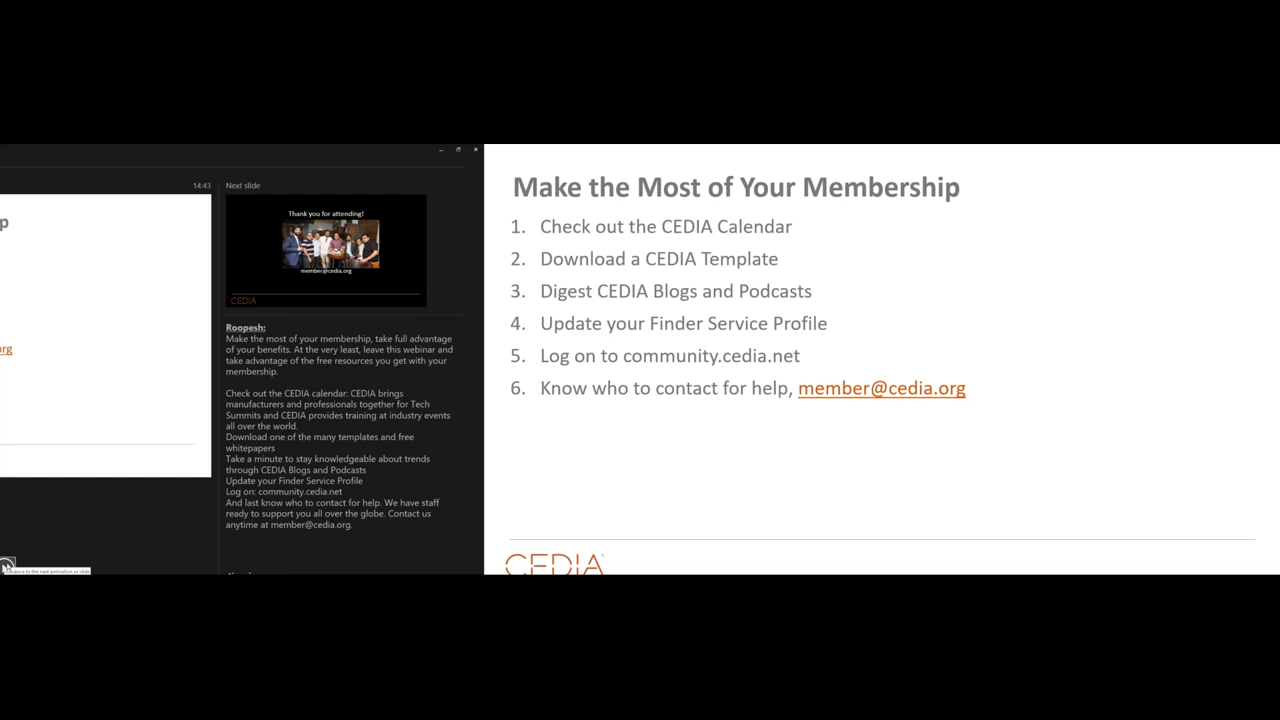 14:43
Next slide
p
org
Thank you for attending!
member@cedia.org
CEDIA
Roopesh:
Make the most of your membership, take full advantage
of your benefits. At the very least, leave this webinar and
take advantage of the free resources you get with your
membership.
Check out the CEDIA calendar: CEDIA brings
manufacturers and professionals together for Tech
Summits and CEDIA provides training at industry events
all over the world.
Download one of the many templates and free
whitepapers
Take a minute to stay knowledgeable about trends
through CEDIA Blogs and Podcasts
Update your Finder Service Profile
Log on: community.cedia.net
And last know who to contact for help. We have staff
ready to support you all over the globe. Contact us
anytime at member@cedia.org.
Advance to the next animation or slide
Make the Most of Your Membership
1. Check out the CEDIA Calendar
2. Download a CEDIA Template
3. Digest CEDIA Blogs and Podcasts
4. Update your Finder Service Profile
5. Log on to community.cedia.net
6. Know who to contact for help, member@cedia.org
CEDIA